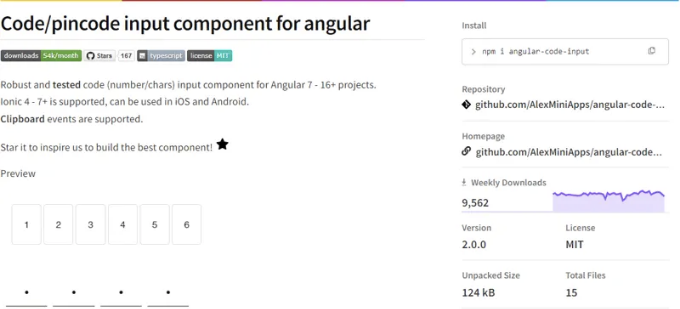 Code/pincode input component for angular
downloads 54k/month Stars 167 typescript license MIT
Robust and tested code (number/chars) input component for Angular 7 - 16+ projects.
Ionic 4 - 7+ is supported, can be used in iOS and Android.
Clipboard events are supported.
Star it to inspire us to build the best component!
Preview
1 2 3 4 5 6
Install
> npm i angular-code-input
Repository
github.com/AlexMiniApps/angular-code-...
Homepage
github.com/AlexMiniApps/angular-code...
Weekly Downloads
9,562
Version License
2.0.0 MIT
Unpacked Size Total Files
124 kB 15